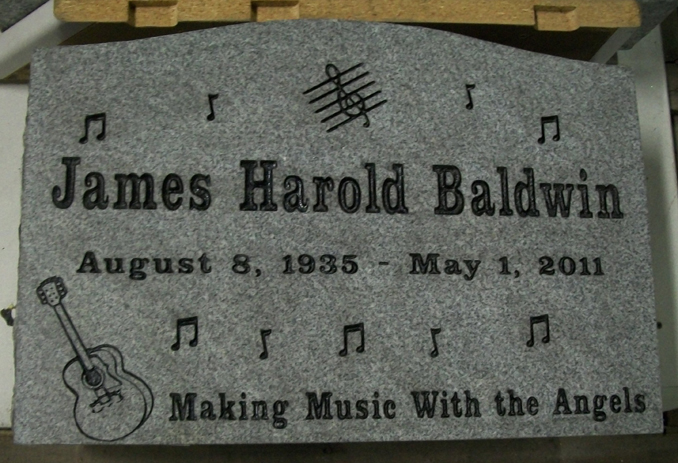 James Harold Baldwin
August 8, 1935 - May 1, 2011
Making Music With the Angels